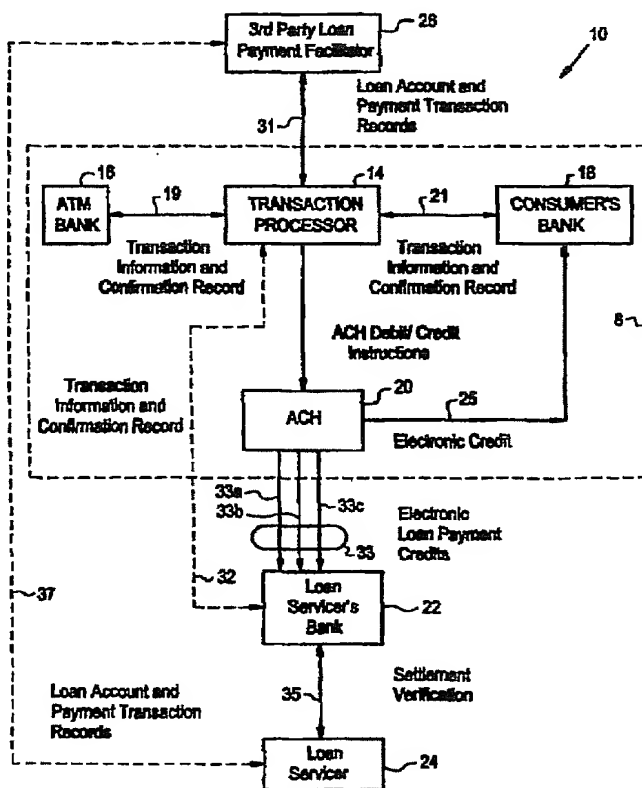 3rd Party Loan
Payment Facilitator
28
10
Loan Account and
Payment Transaction
Records
31
16
ATM
BANK
19
14
TRANSACTION
PROCESSOR
21
18
CONSUMER'S
BANK
Transaction
Information and
Confirmation Record
Transaction
Information and
Confirmation Record
8
ACH Debit/ Credit
Instructions
Transaction
Information and
Confirmation Record
20
ACH
25
Electronic Credit
33a
33b
33c
33
Electronic
Loan Payment
Credits
32
37
Loan
Servicer's
Bank
22
Settlement
Verification
35
Loan Account and
Payment Transaction
Records
Loan
Servicer
24